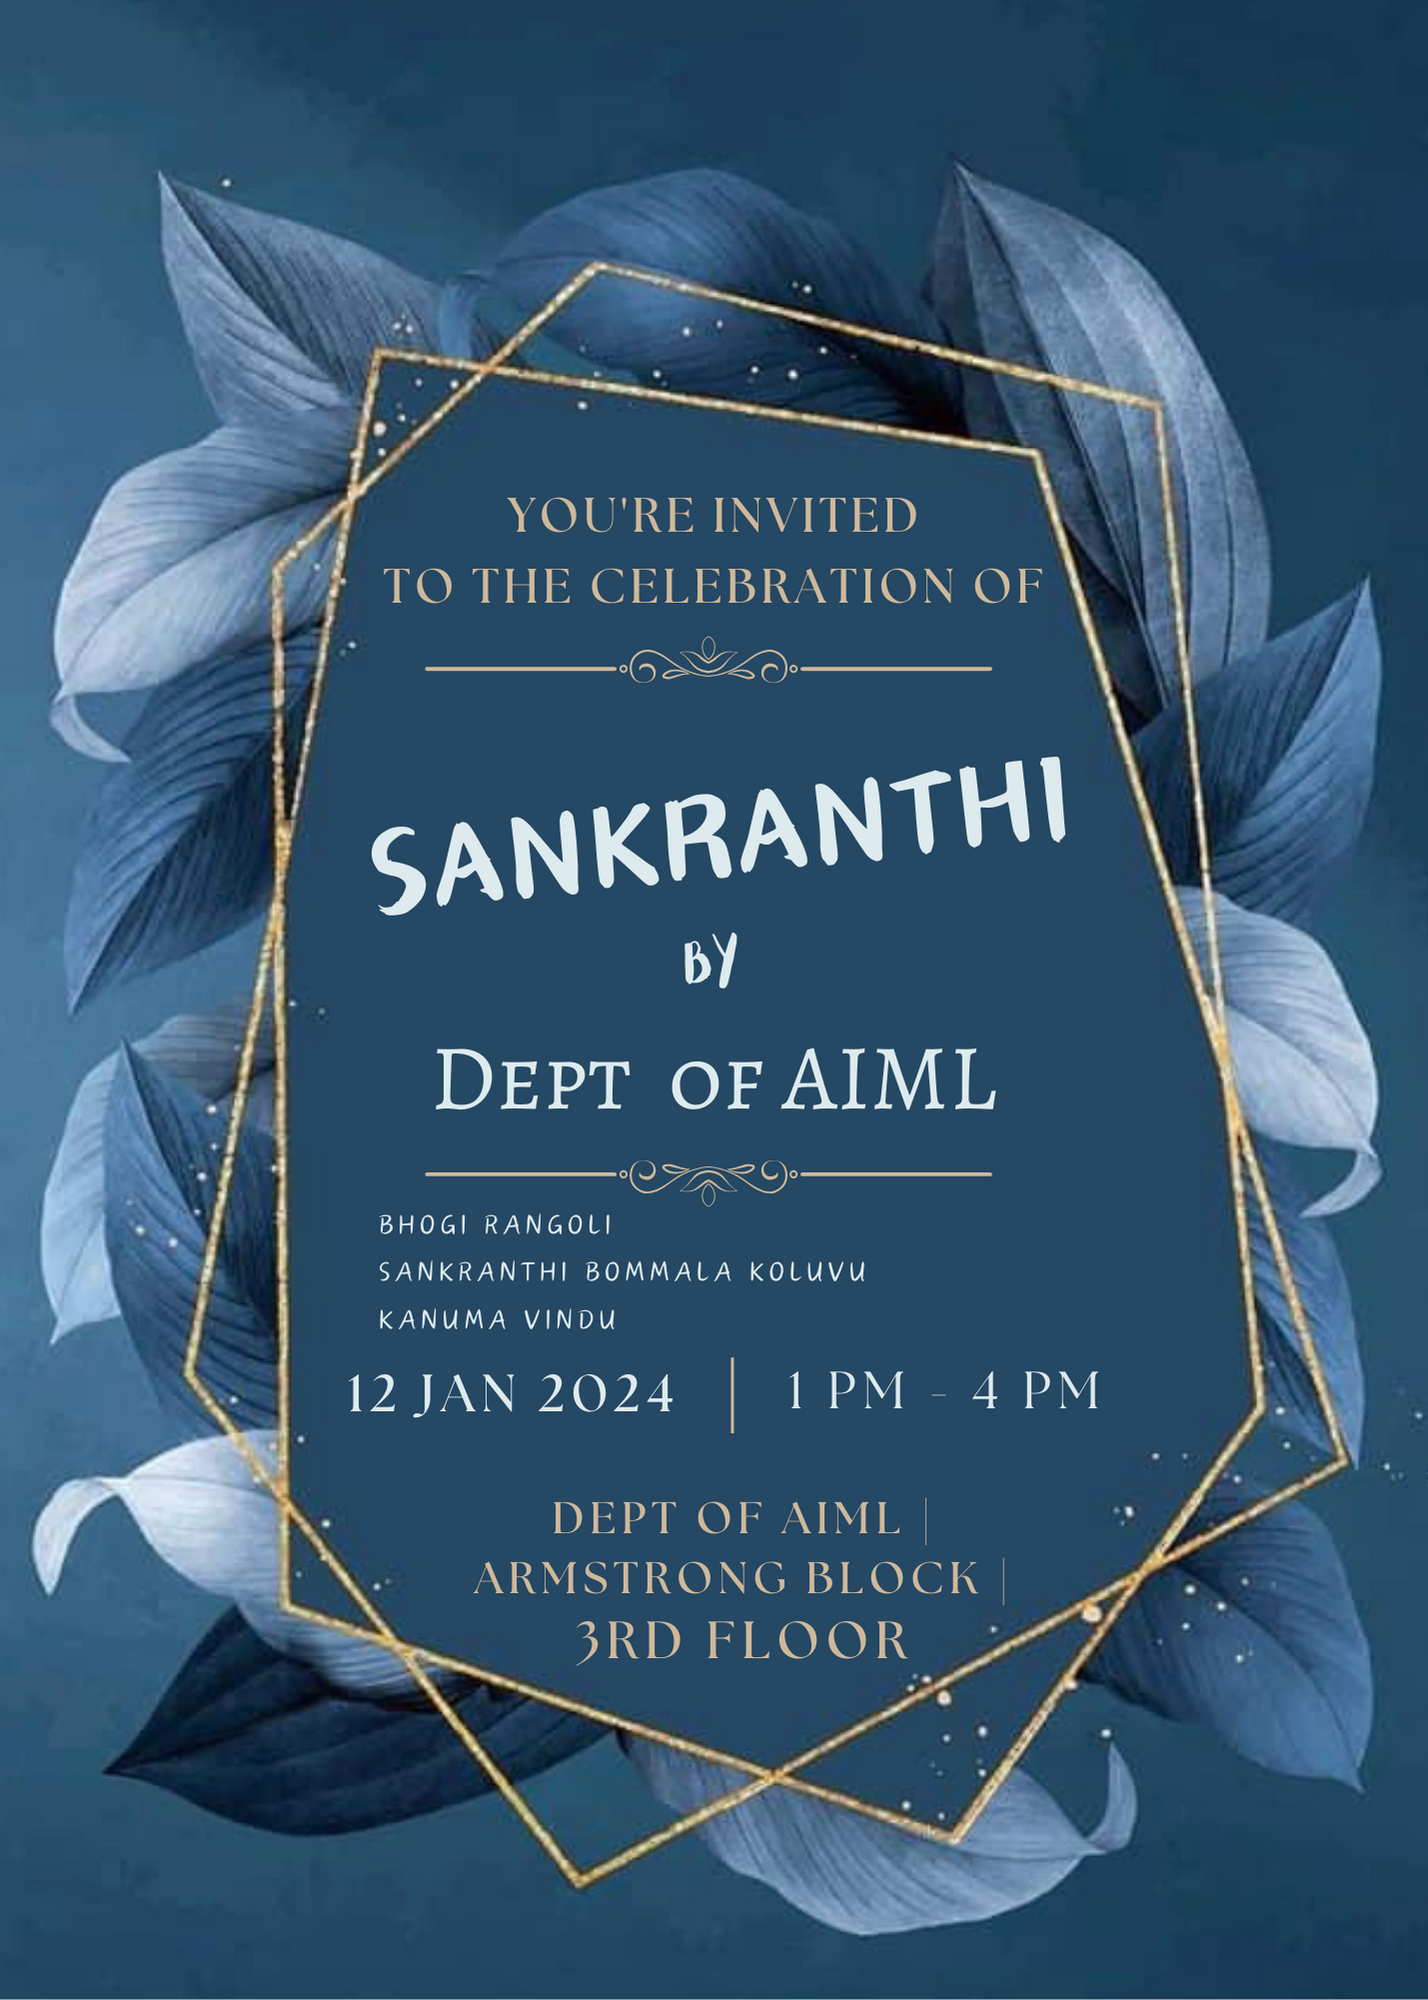 YOU'RE INVITED
TO THE CELEBRATION OF
SANKRANTHI
BY
DEPT OF AIML
BHOGI RANGOLI
SANKRANTHI BOMMALA KOLUVU
KANUMA VINDU
12 JAN 2024 | 1 PM - 4 PM
DEPT OF AIML |
ARMSTRONG BLOCK |
3RD FLOOR